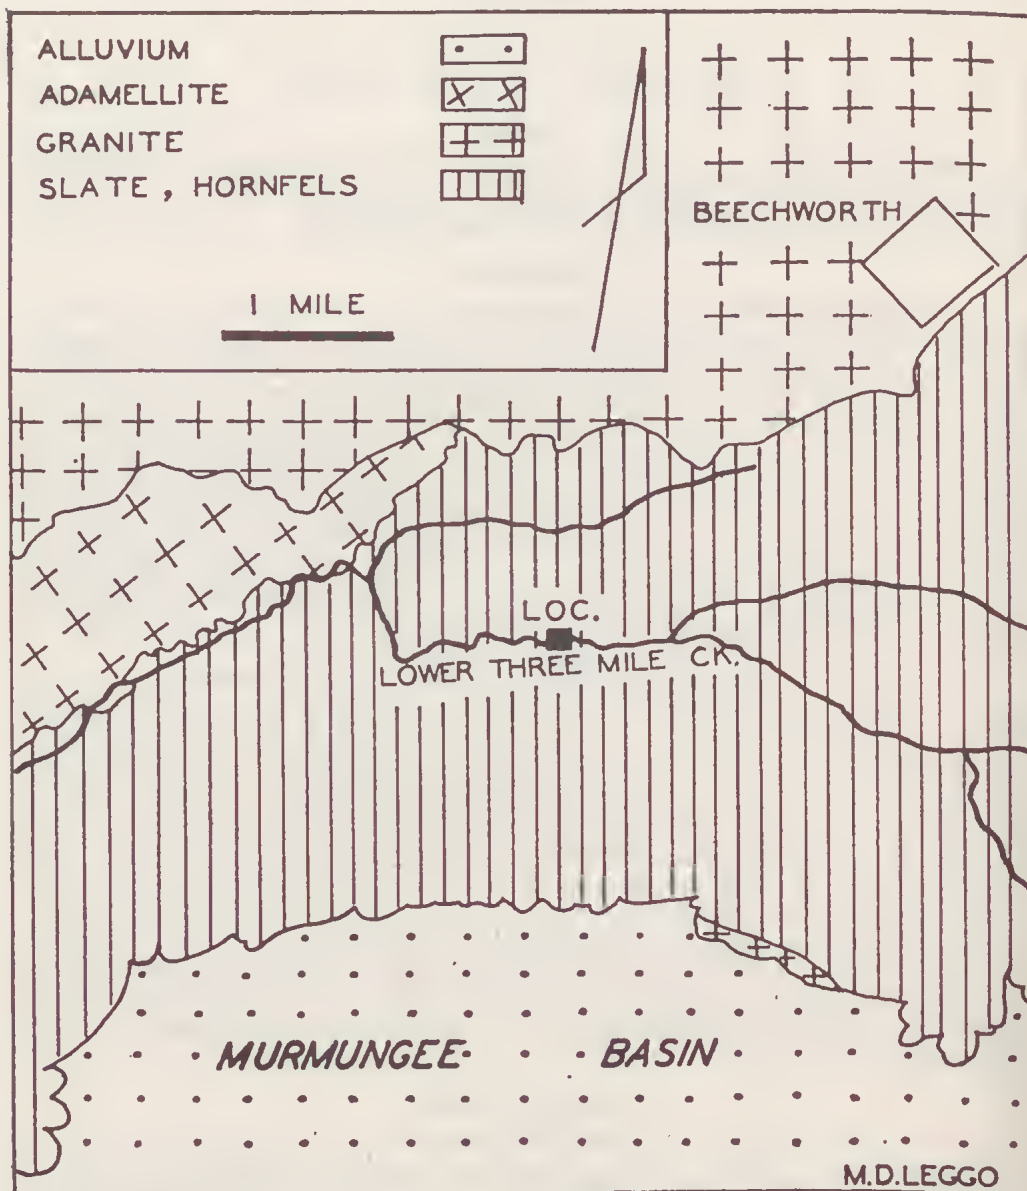 ALLUVIUM
ADAMELLITE
GRANITE
SLATE, HORNFELS
1 MILE
BEECHWORTH
LOC.
LOWER THREE MILE CK.
MURMUNGEE BASIN
M.D.LEGGO